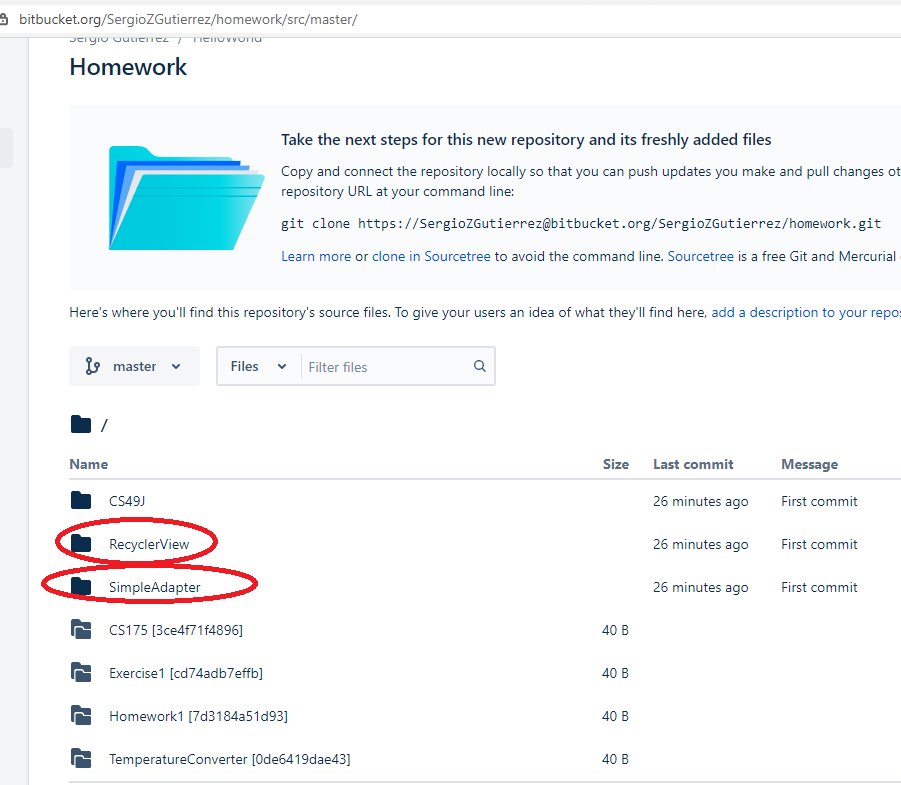 bitbucket.org/SergioZGutierrez/homework/src/master/
Sergio Gutierrez / HelloWorld
Homework
Take the next steps for this new repository and its freshly added files
Copy and connect the repository locally so that you can push updates you make and pull changes ot
repository URL at your command line:
git clone https://SergioZGutierrez@bitbucket.org/SergioZGutierrez/homework.git
Learn more or clone in Sourcetree to avoid the command line. Sourcetree is a free Git and Mercurial
Here's where you'll find this repository's source files. To give your users an idea of what they'll find here, add a description to your repos
master Files Filter files
/
Name Size Last commit Message
CS49J 26 minutes ago First commit
RecyclerView 26 minutes ago First commit
SimpleAdapter 26 minutes ago First commit
CS175 [3ce4f71f4896] 40 B
Exercise1 [cd74adb7effb] 40 B
Homework1 [7d3184a51d93] 40 B
TemperatureConverter [0de6419dae43] 40 B